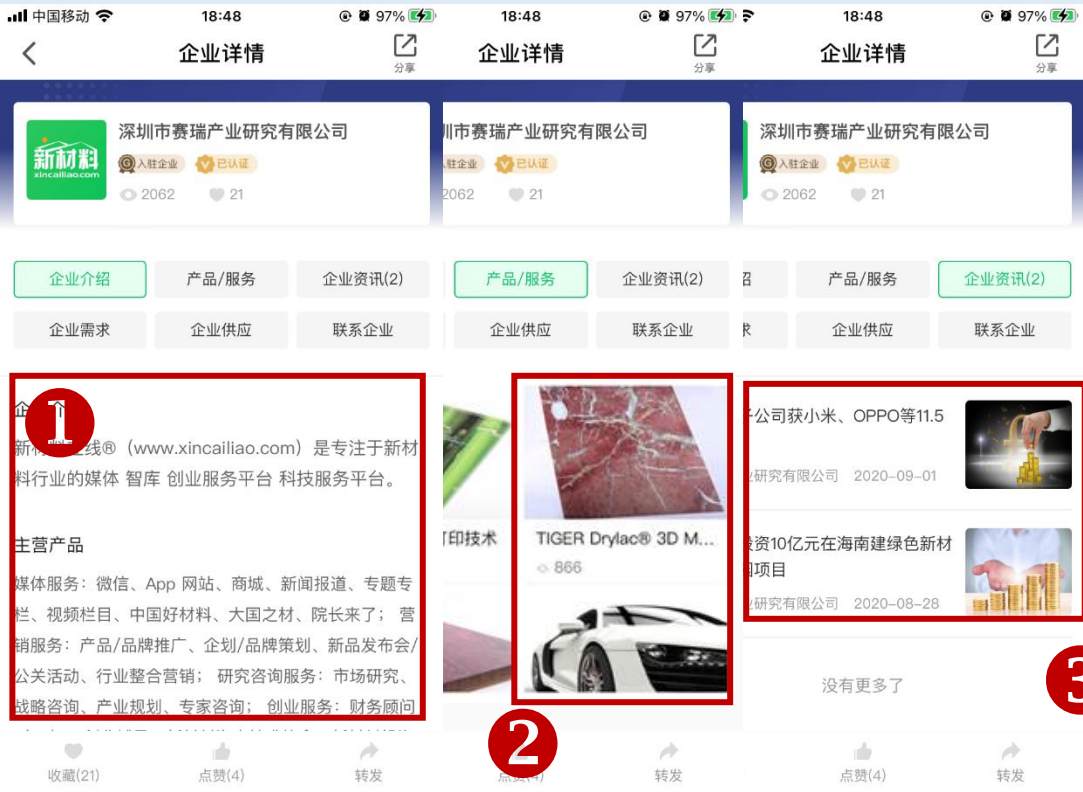 中国移动
18:48
97%
企业详情
分享
新材料
xincailiao.com
深圳市赛瑞产业研究有限公司
入驻企业
已认证
2062
21
企业介绍
产品/服务
企业资讯(2)
企业需求
企业供应
联系企业
1
新材料在线®（www.xincailiao.com）是专注于新材
料行业的媒体 智库 创业服务平台 科技服务平台。
主营产品
媒体服务：微信、App 网站、商城、新闻报道、专题专
栏、视频栏目、中国好材料、大国之材、院长来了； 营
销服务：产品/品牌推广、企划/品牌策划、新品发布会/
公关活动、行业整合营销； 研究咨询服务：市场研究、
战略咨询、产业规划、专家咨询； 创业服务：财务顾问
收藏(21)
点赞(4)
转发
18:48
97%
企业详情
分享
圳市赛瑞产业研究有限公司
入驻企业
已认证
2062
21
产品/服务
企业资讯(2)
企业供应
联系企业
打印技术
TIGER Drylac® 3D M...
866
2
点赞(4)
转发
18:48
97%
企业详情
分享
深圳市赛瑞产业研究有限公司
入驻企业
已认证
2062
21
产品/服务
企业资讯(2)
企业供应
联系企业
公司获小米、OPPO等11.5
业研究有限公司 2020-09-01
投资10亿元在海南建绿色新材
项目
业研究有限公司 2020-08-28
没有更多了
3
点赞(4)
转发